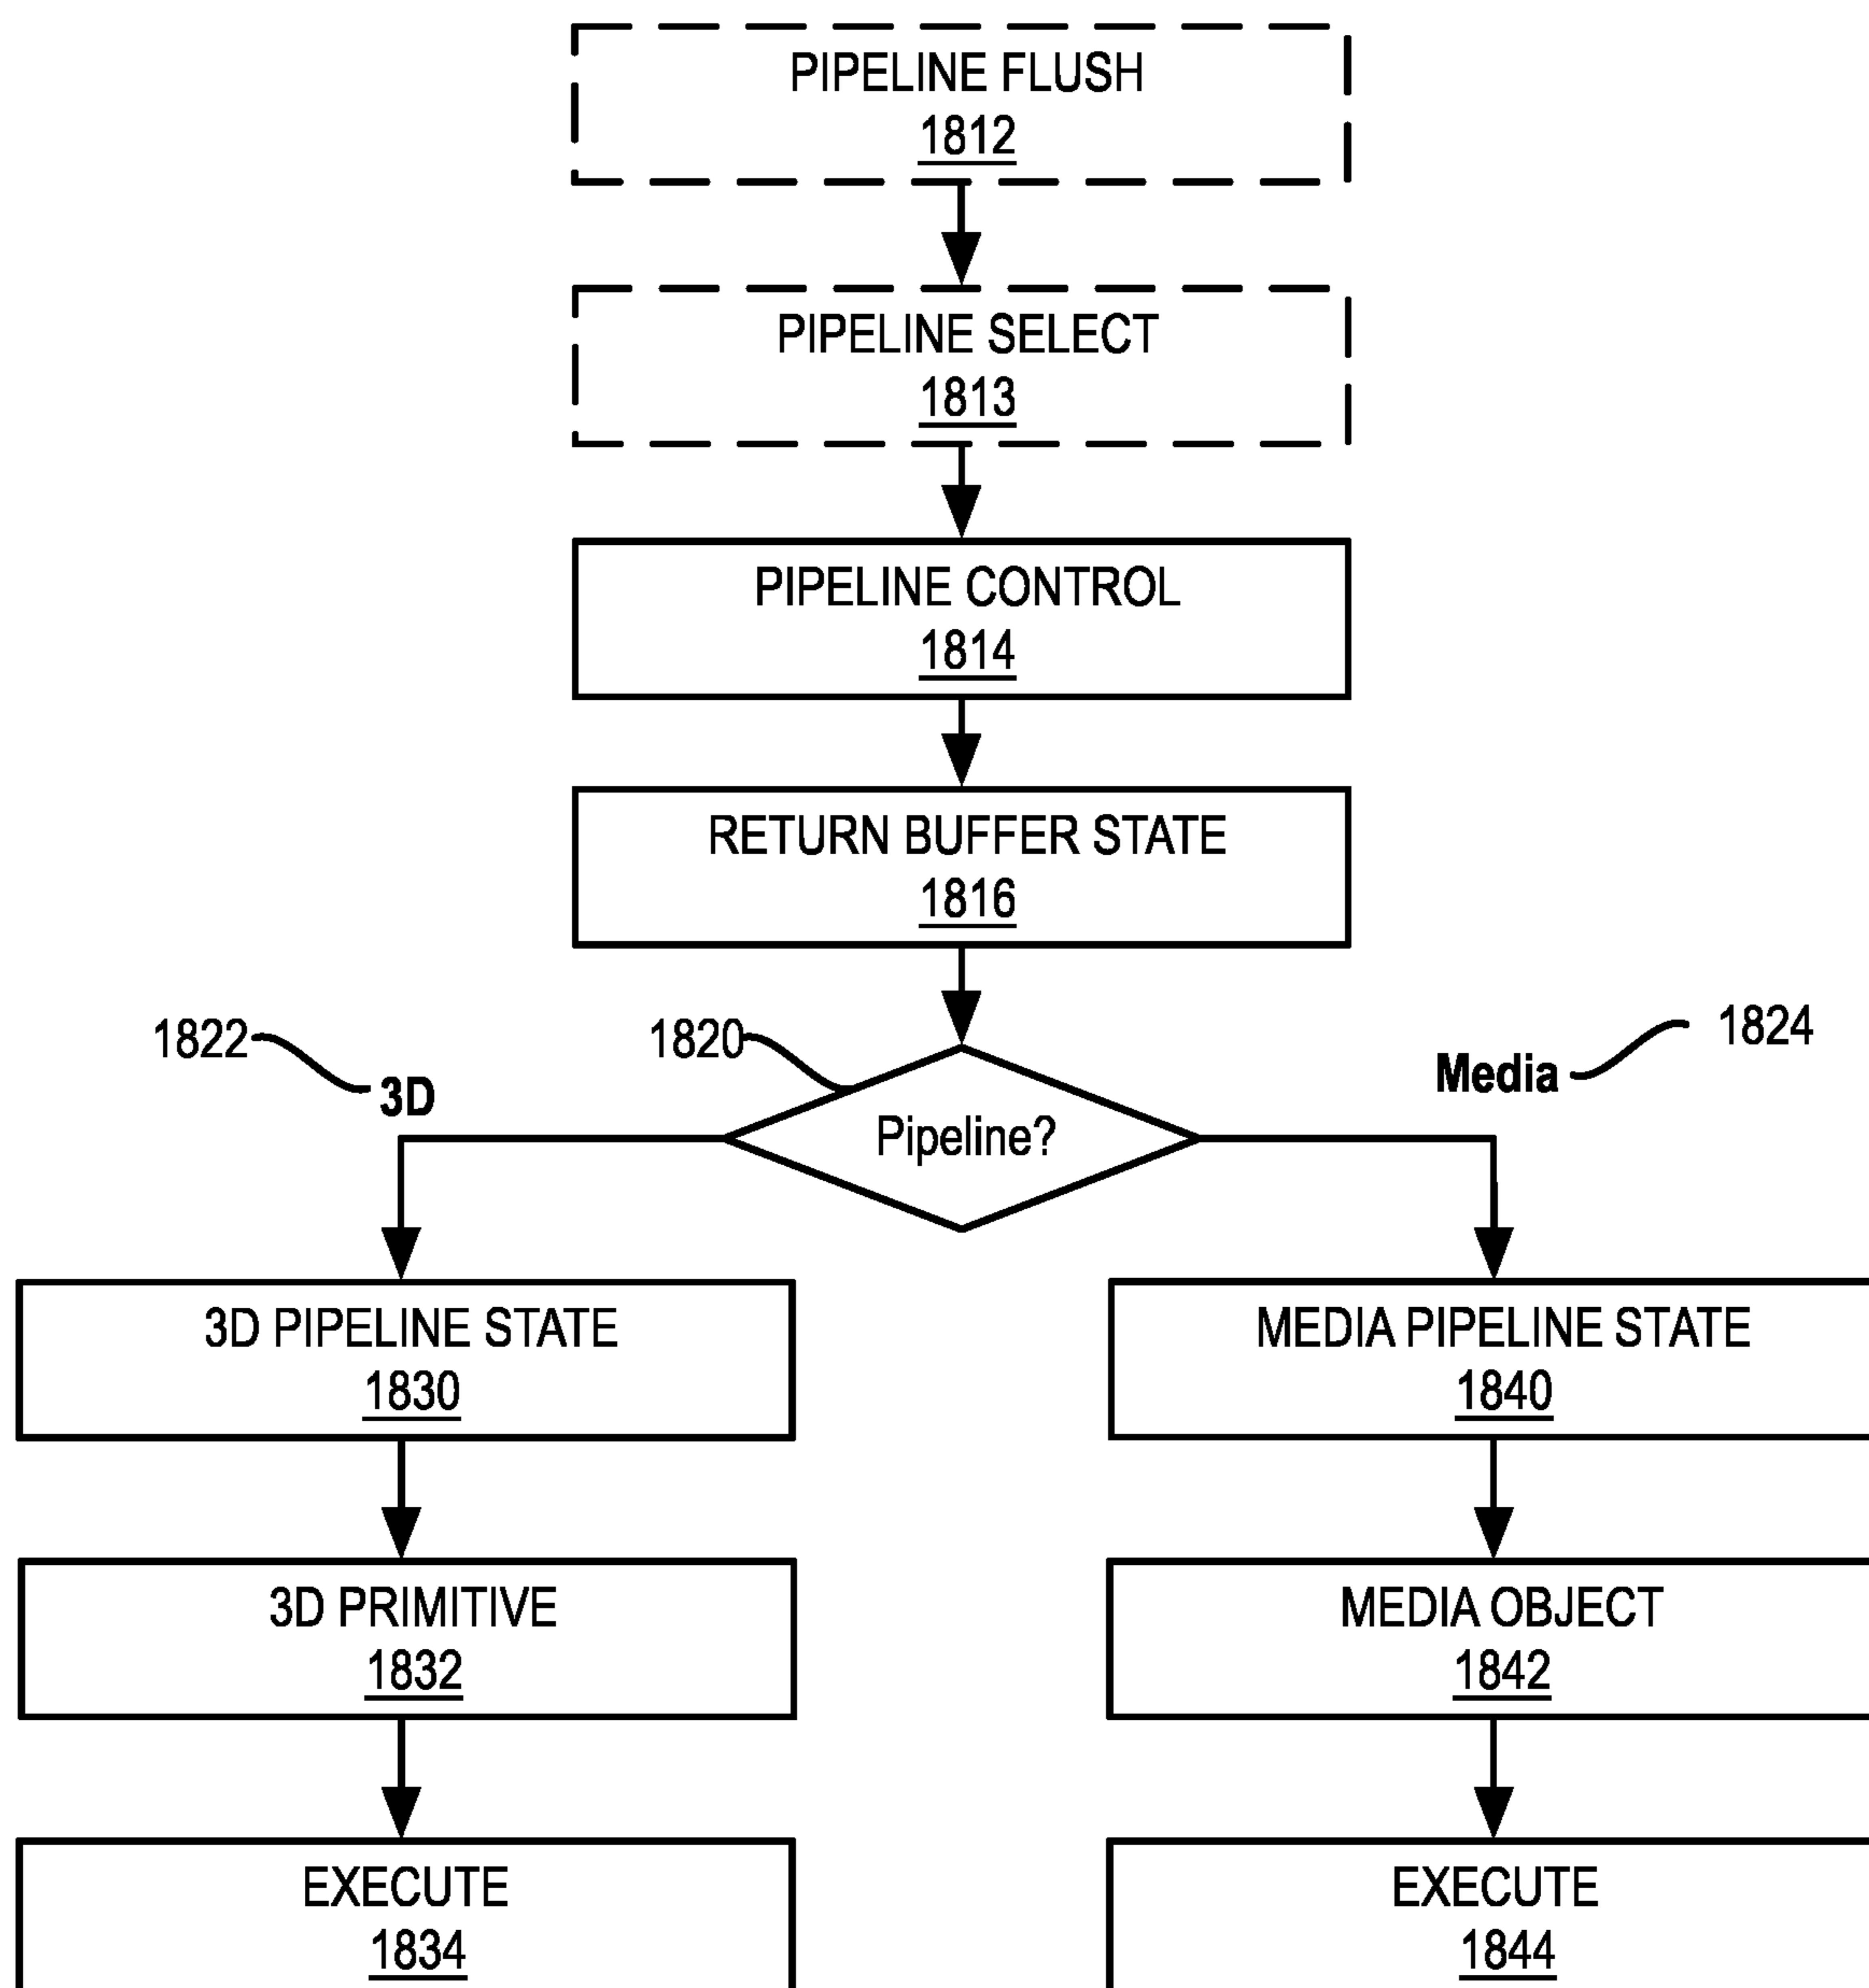 PIPELINE FLUSH
1812
PIPELINE SELECT
1813
PIPELINE CONTROL
1814
RETURN BUFFER STATE
1816
1822
3D
1820
Pipeline?
Media
1824
3D PIPELINE STATE
1830
MEDIA PIPELINE STATE
1840
3D PRIMITIVE
1832
MEDIA OBJECT
1842
EXECUTE
1834
EXECUTE
1844